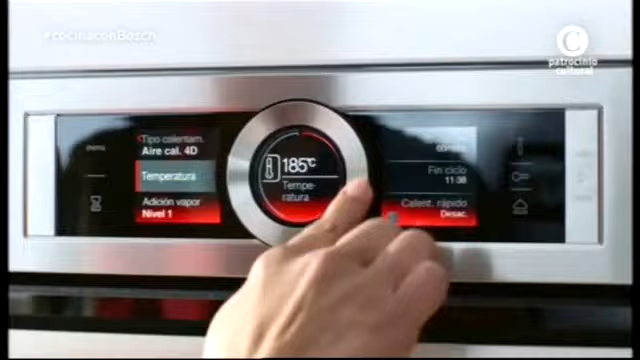 #cocinaconBosch
C
patrocinio
cultural
menu
Tipo calentam.
Aire cal. 4D
Temperatura
Adición vapor
Nivel 1
185°C
Tempe-
ratura
Fin ciclo
11:38
Calent. rápido
Desac.